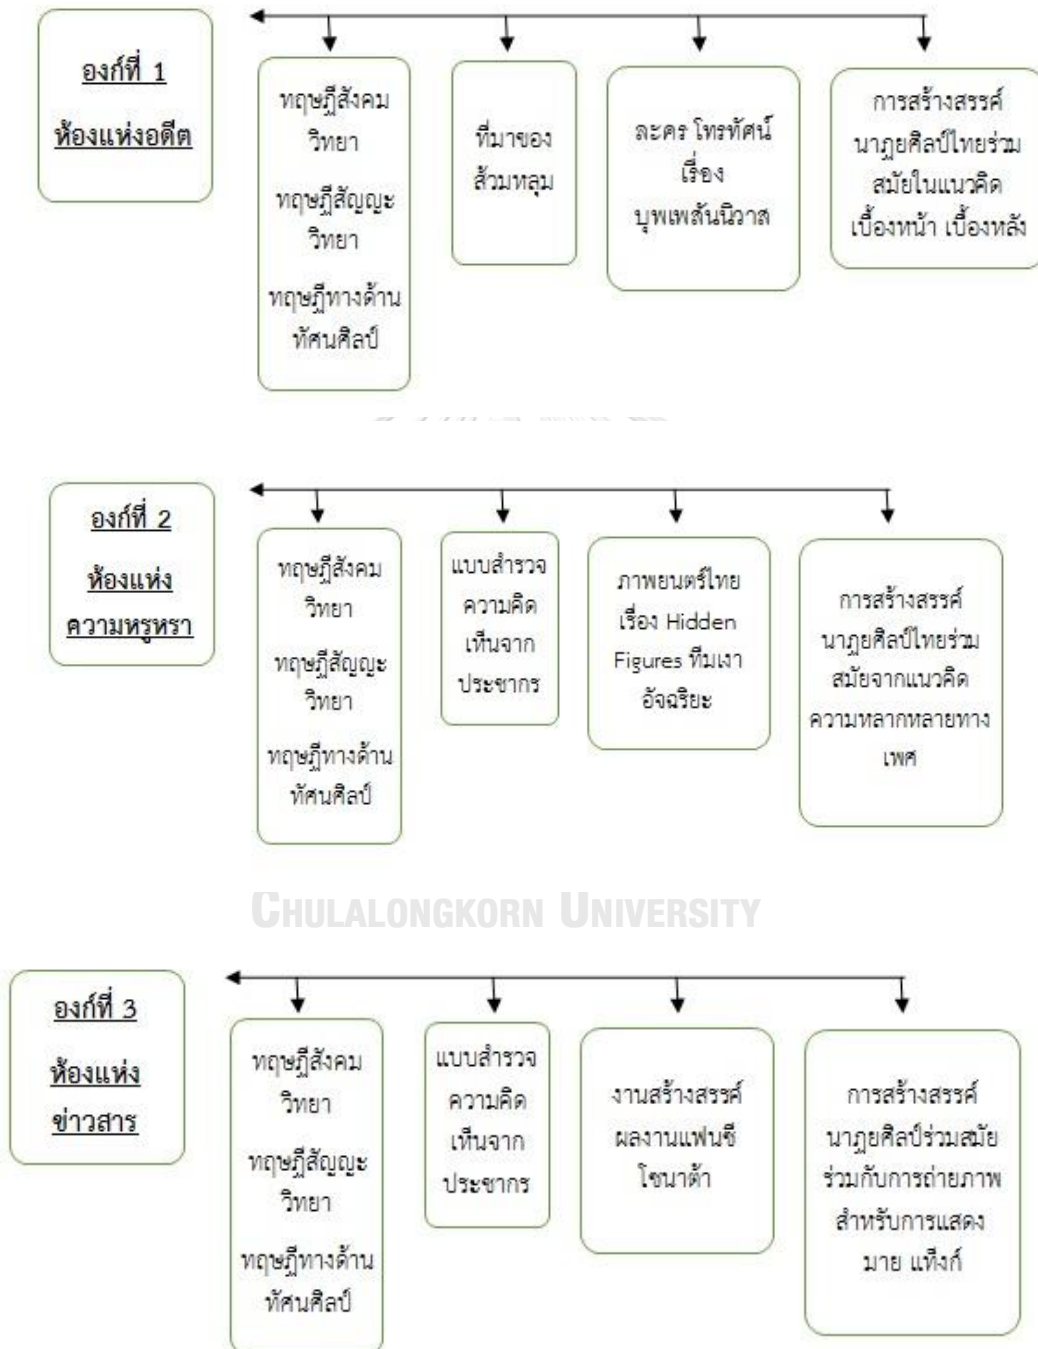 องก์ที่ 1
ห้องแห่งอดีต
ทฤษฎีสังคม
วิทยา
ทฤษฎีสัญญะ
วิทยา
ทฤษฎีทางด้าน
ทัศนศิลป์
ที่มาของ
ส้วมหลุม
ละคร โทรทัศน์
เรื่อง
บุพเพสันนิวาส
การสร้างสรรค์
นาฏยศิลป์ไทยร่วม
สมัยในแนวคิด
เบื้องหน้า เบื้องหลัง
องก์ที่ 2
ห้องแห่ง
ความหรูหรา
ทฤษฎีสังคม
วิทยา
ทฤษฎีสัญญะ
วิทยา
ทฤษฎีทางด้าน
ทัศนศิลป์
แบบสำรวจ
ความคิด
เห็นจาก
ประชากร
ภาพยนตร์ไทย
เรื่อง Hidden
Figures ทีมเงา
อัจฉริยะ
การสร้างสรรค์
นาฏยศิลป์ไทยร่วม
สมัยจากแนวคิด
ความหลากหลายทาง
เพศ
CHULALONGKORN UNIVERSITY
องก์ที่ 3
ห้องแห่ง
ข่าวสาร
ทฤษฎีสังคม
วิทยา
ทฤษฎีสัญญะ
วิทยา
ทฤษฎีทางด้าน
ทัศนศิลป์
แบบสำรวจ
ความคิด
เห็นจาก
ประชากร
งานสร้างสรรค์
ผลงานแฟนซี
โซนาต้า
การสร้างสรรค์
นาฏยศิลป์ร่วมสมัย
ร่วมกับการถ่ายภาพ
สำหรับการแสดง
มาย แท็งก์